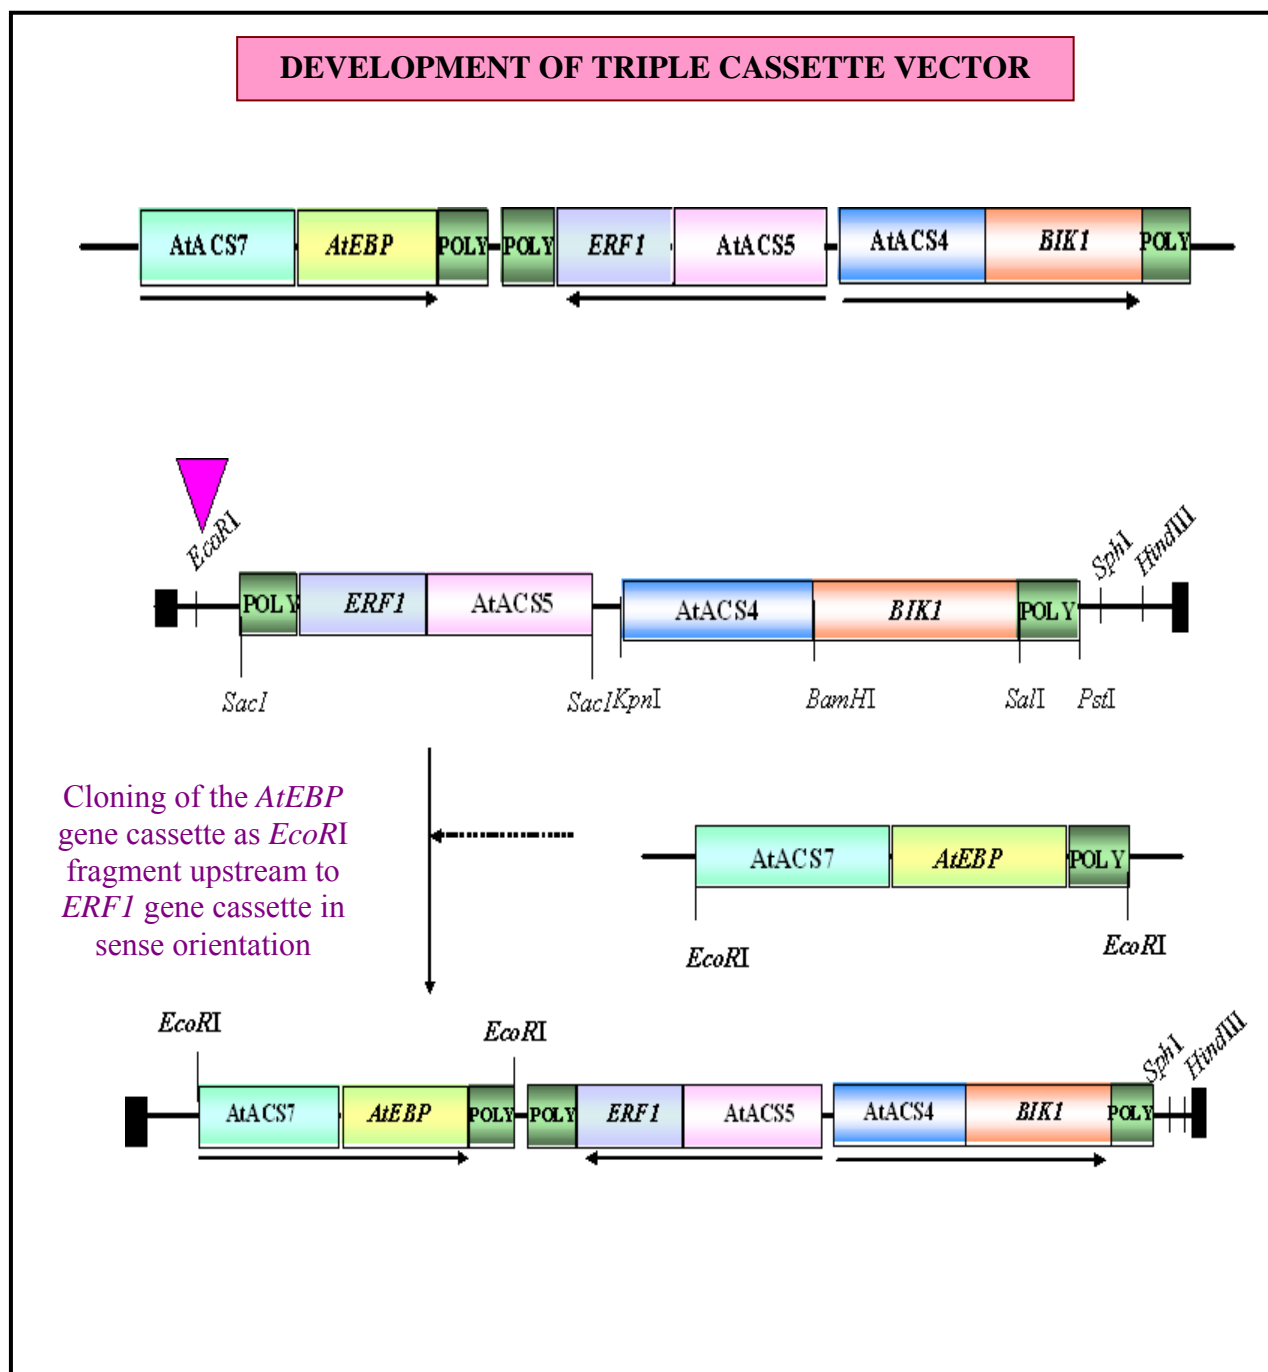 DEVELOPMENT OF TRIPLE CASSETTE VECTOR
AtACS7 AtEBP POLY POLY ERF1 AtACS5 AtACS4 BIK1 POLY
EcoRI SphI HindIII
POLY ERF1 AtACS5 AtACS4 BIK1 POLY
SacI SacI KpnI BamHI SalI PstI
Cloning of the AtEBP
gene cassette as EcoRI
fragment upstream to
ERF1 gene cassette in
sense orientation
AtACS7 AtEBP POLY
EcoRI EcoRI
EcoRI EcoRI SphI HindIII
AtACS7 AtEBP POLY POLY ERF1 AtACS5 AtACS4 BIK1 POLY